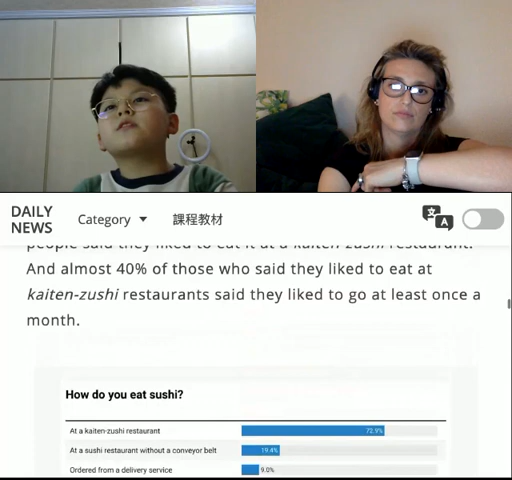 DAILY
NEWS
Category
課程教材
people said they liked to eat it at a kaiten-zushi restaurant.
And almost 40% of those who said they liked to eat at
kaiten-zushi restaurants said they liked to go at least once a
month.
How do you eat sushi?
At a kaiten-zushi restaurant
72.9%
At a sushi restaurant without a conveyor belt
19.4%
Ordered from a delivery service
9.0%